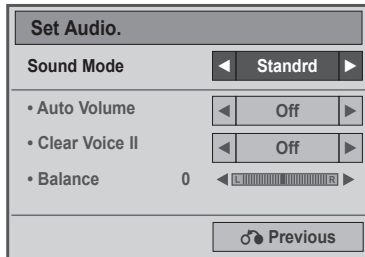 Set Audio.
Sound Mode ◄ Standrd ►
• Auto Volume ◄ Off ►
• Clear Voice II ◄ Off ►
• Balance 0 ◄ L R ►
Previous